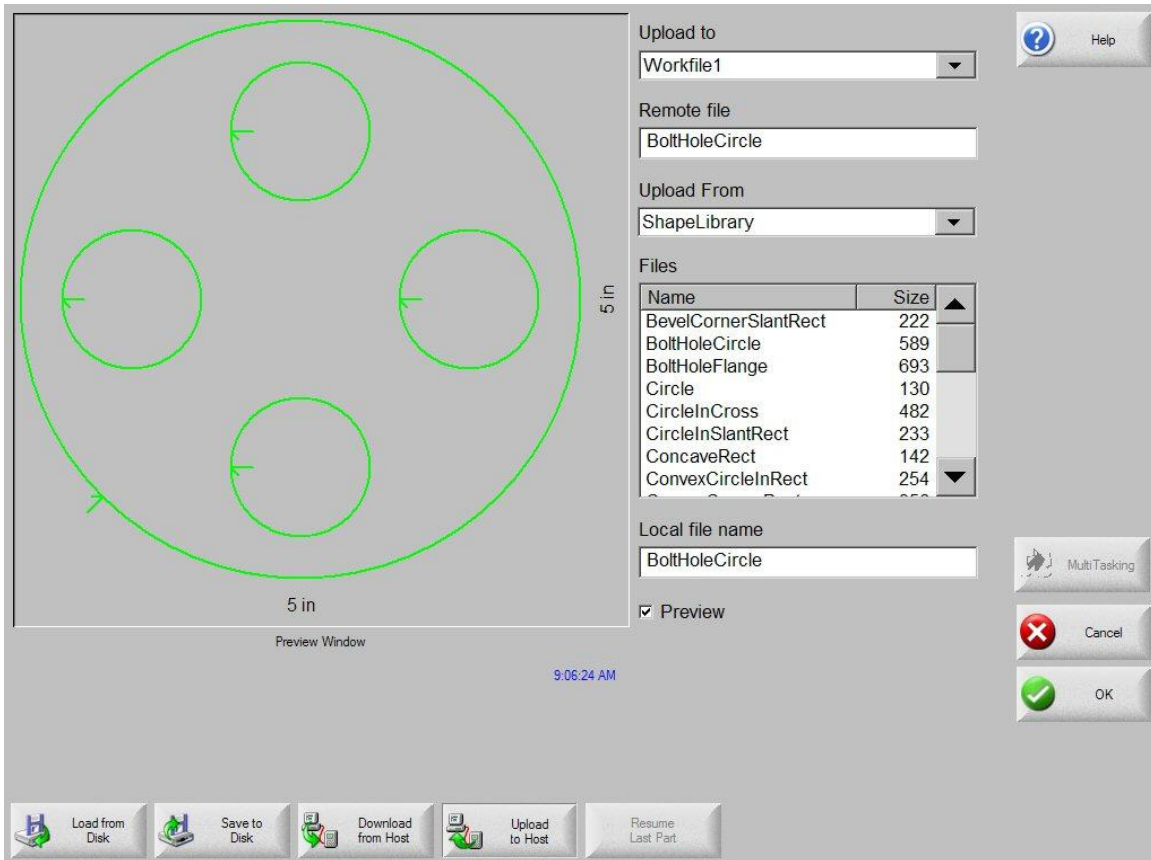 Upload to
Workfile1
Help
Remote file
BoltHoleCircle
Upload From
ShapeLibrary
Files
Name Size
BevelCornerSlantRect 222
BoltHoleCircle 589
BoltHoleFlange 693
Circle 130
CircleInCross 482
CircleInSlantRect 233
ConcaveRect 142
ConvexCircleInRect 254
5 in
Local file name
BoltHoleCircle
MultiTasking
5 in
Preview
Preview Window
Cancel
9:06:24 AM
OK
Load from
Disk
Save to
Disk
Download
from Host
Upload
to Host
Resume
Last Part